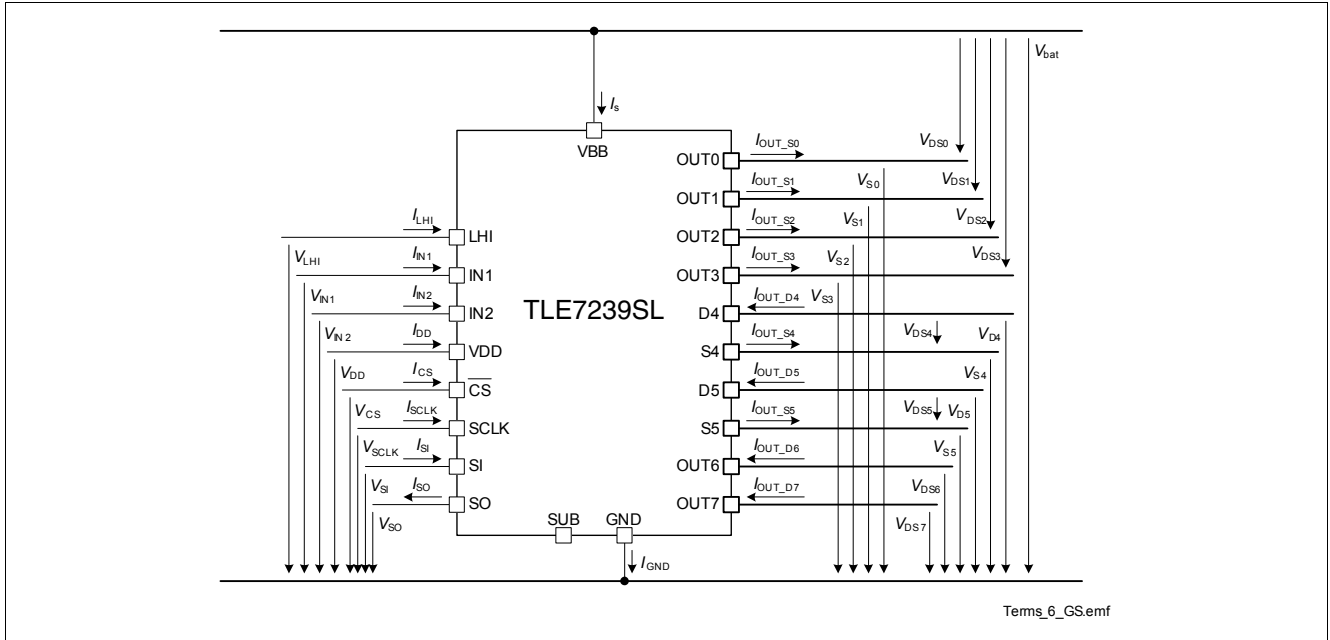 Vbat
Is
VBB
OUT0
IOUT_S0
VDS0
VS0
OUT1
IOUT_S1
VDS1
VS1
OUT2
IOUT_S2
VDS2
VS2
OUT3
IOUT_S3
VDS3
VS3
LHI
ILHI
VLHI
IN1
IIN1
VIN1
IN2
IIN2
VIN2
VDD
IDD
VDD
CS
ICS
VCS
SCLK
ISCLK
VSCLK
SI
ISI
VSI
SO
ISO
VSO
TLE7239SL
D4
IOUT_D4
VD4
S4
IOUT_S4
VDS4
VS4
D5
IOUT_D5
VD5
S5
IOUT_S5
VDS5
VS5
OUT6
IOUT_D6
VDS6
OUT7
IOUT_D7
VDS7
SUB
GND
IGND
Terms_6_GS.emf